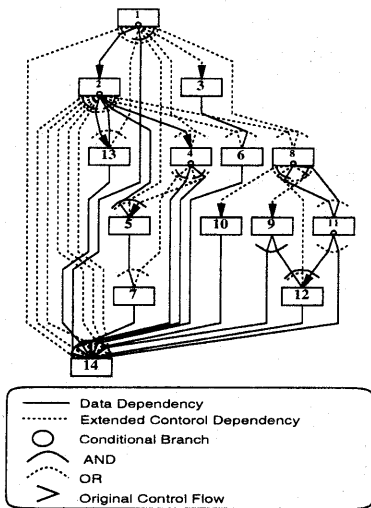 1
2
3
13
4
6
8
5
10
9
11
7
12
14
Data Dependency
Extended Contorol Dependency
Conditional Branch
AND
OR
Original Control Flow